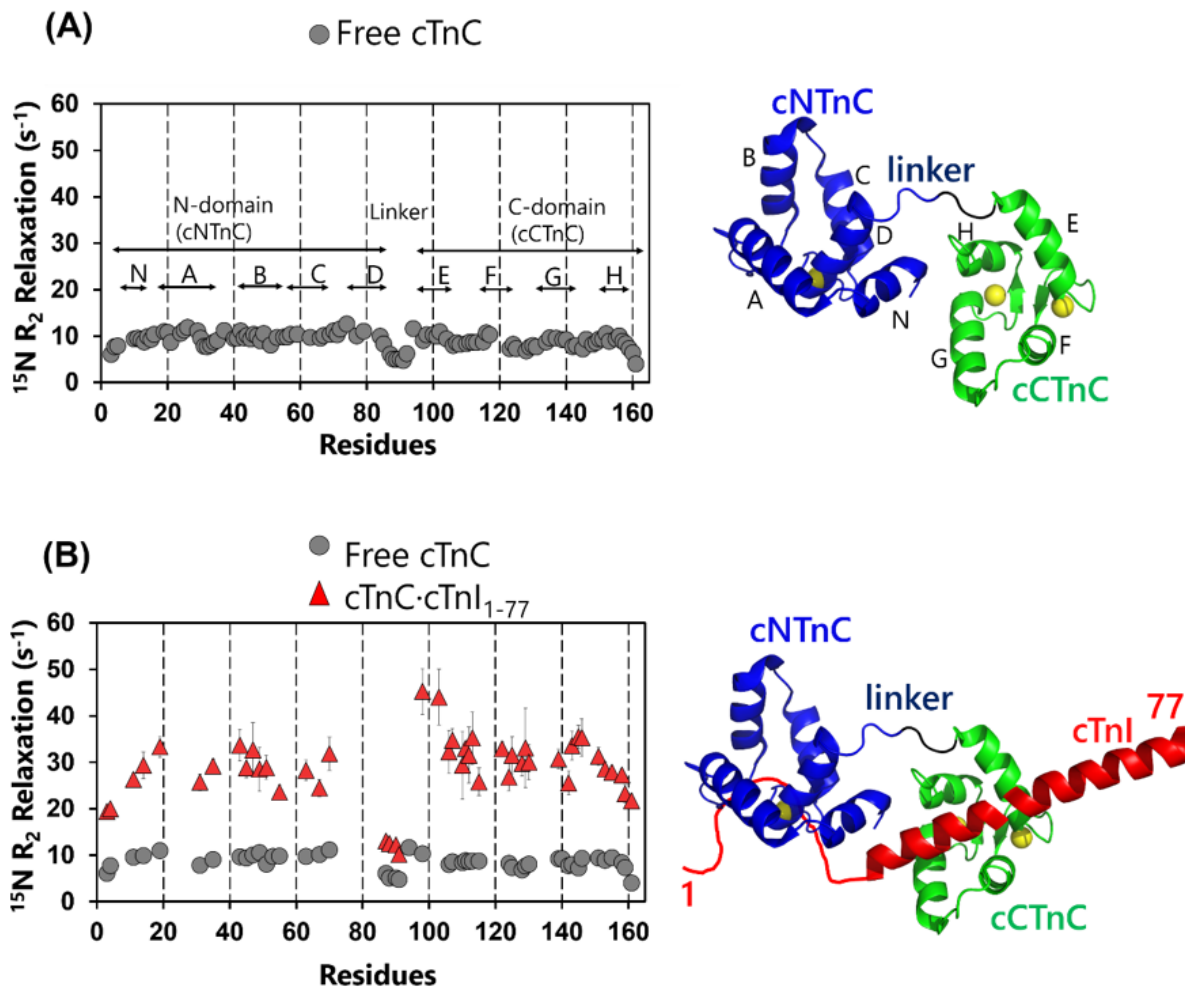 (A)
Free cTnC
¹⁵N R₂ Relaxation (s⁻¹)
60
50
40
30
20
10
0
N-domain
(cNTnC)
Linker
C-domain
(cCTnC)
N A B C D E F G H
0 20 40 60 80 100 120 140 160
Residues
cNTnC
B
C
linker
D
H
E
A
N
G
F
cCTnC
(B)
Free cTnC
cTnC·cTnI₁₋₇₇
¹⁵N R₂ Relaxation (s⁻¹)
60
50
40
30
20
10
0
0 20 40 60 80 100 120 140 160
Residues
cNTnC
linker
77
cTnI
1
cCTnC